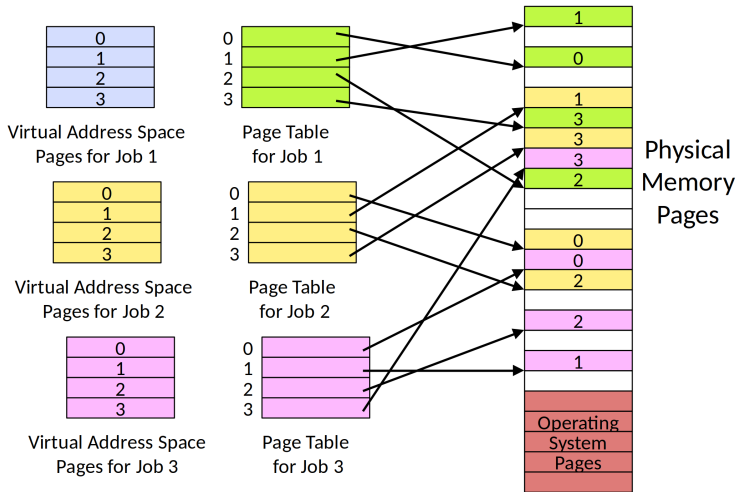 0
1
2
3
Virtual Address Space
Pages for Job 1
0
1
2
3
Page Table
for Job 1
0
1
2
3
Virtual Address Space
Pages for Job 2
0
1
2
3
Page Table
for Job 2
0
1
2
3
Virtual Address Space
Pages for Job 3
0
1
2
3
Page Table
for Job 3
1
0
1
3
3
3
2
0
0
2
2
1
Operating
System
Pages
Physical
Memory
Pages